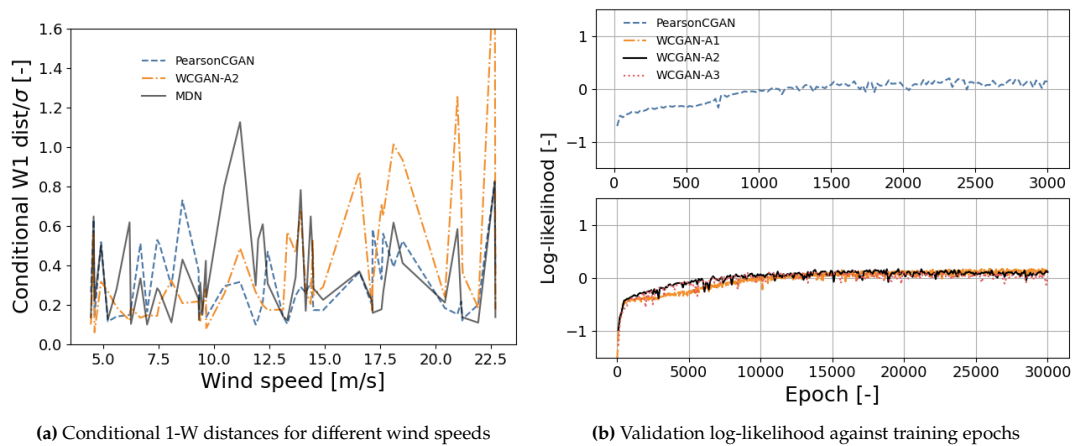 Conditional W1 dist/σ [-]
1.6
1.4
1.2
1.0
0.8
0.6
0.4
0.2
0.0
PearsonCGAN
WCGAN-A2
MDN
5.0 7.5 10.0 12.5 15.0 17.5 20.0 22.5
Wind speed [m/s]
(a) Conditional 1-W distances for different wind speeds
Log-likelihood [-]
1
0
−1
PearsonCGAN
WCGAN-A1
WCGAN-A2
WCGAN-A3
0 500 1000 1500 2000 2500 3000
1
0
−1
0 5000 10000 15000 20000 25000 30000
Epoch [-]
(b) Validation log-likelihood against training epochs